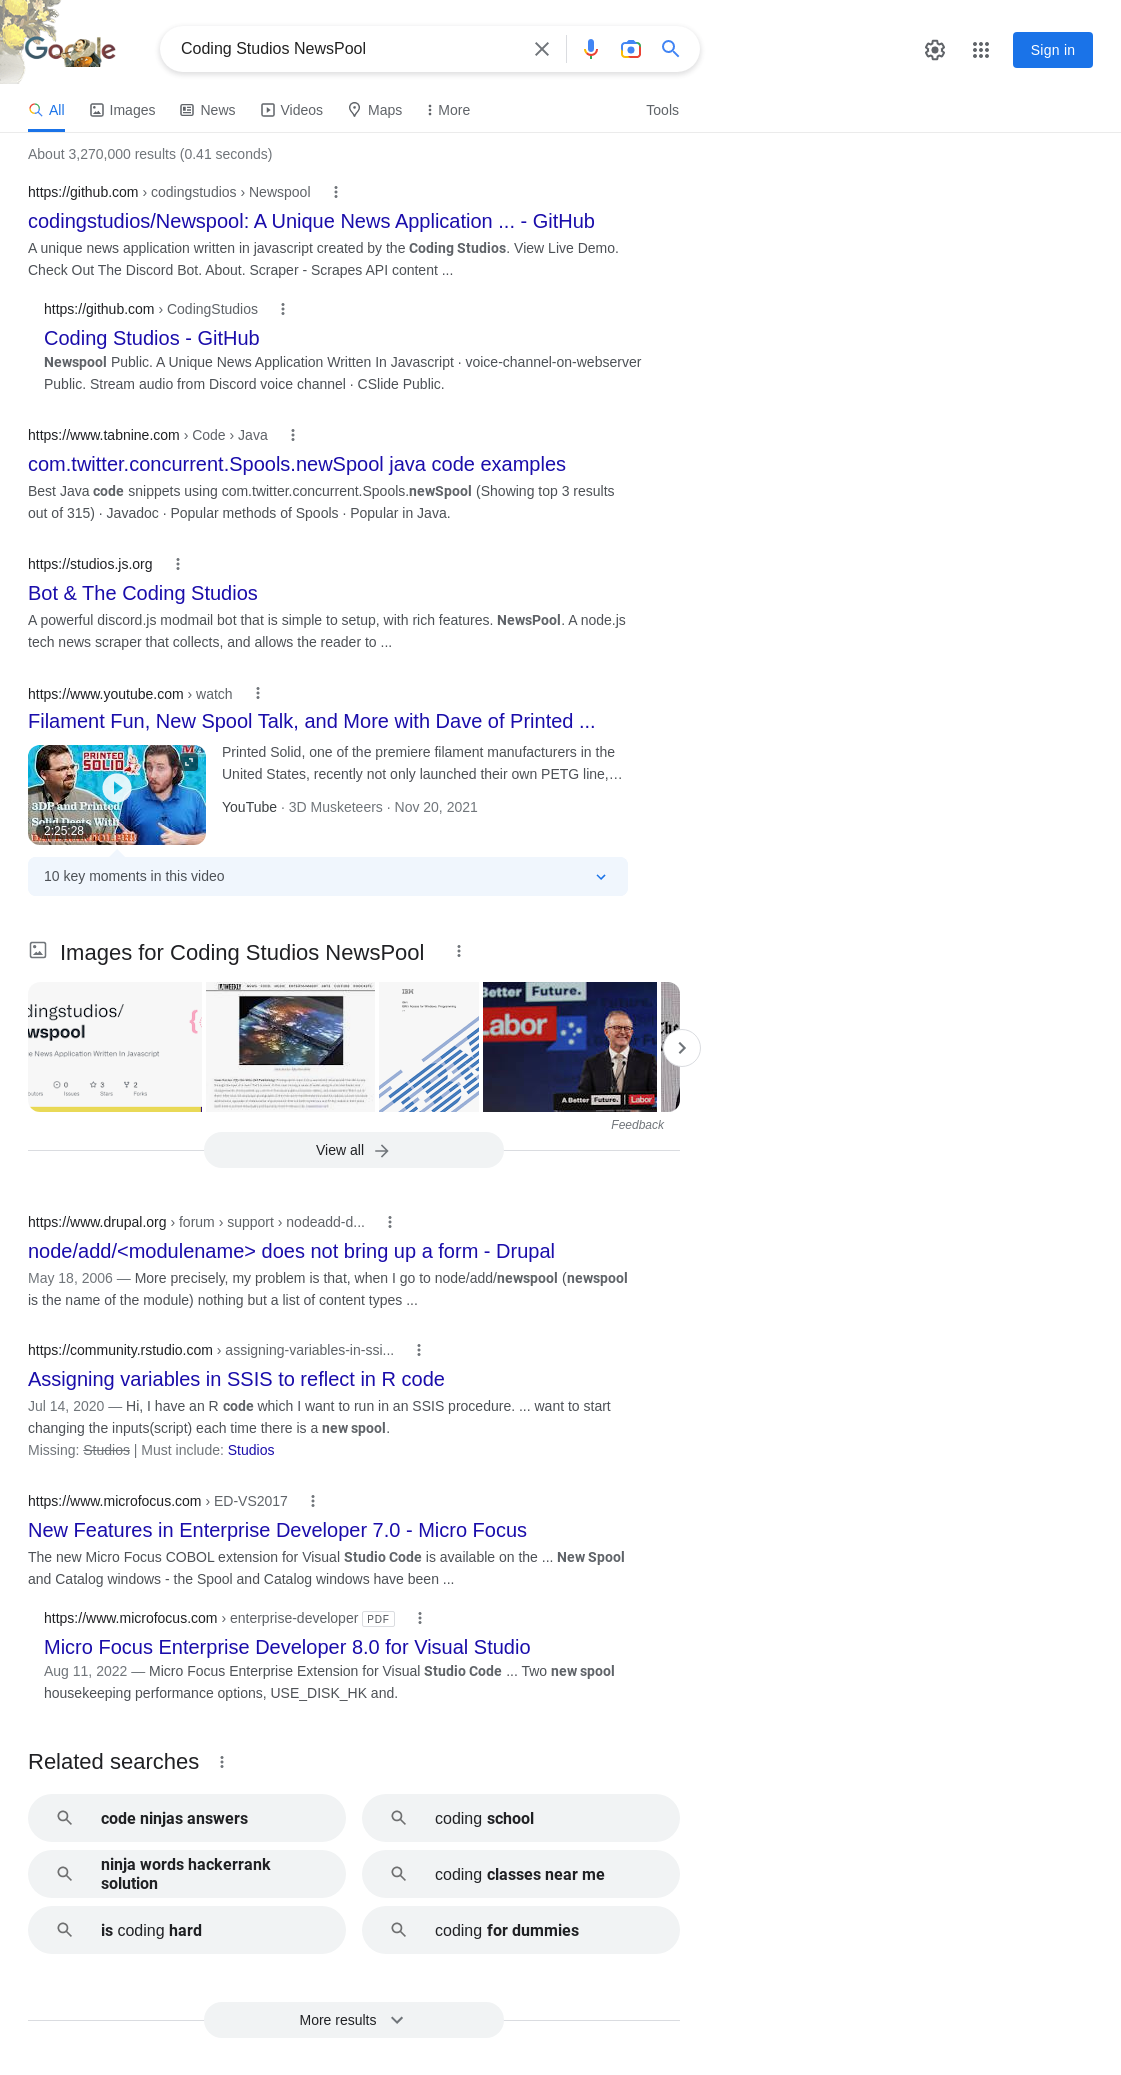 Google
Coding Studios NewsPool
Sign in
All Images News Videos Maps More Tools
About 3,270,000 results (0.41 seconds)
https://github.com › codingstudios › Newspool
codingstudios/Newspool: A Unique News Application ... - GitHub
A unique news application written in javascript created by the Coding Studios. View Live Demo.
Check Out The Discord Bot. About. Scraper - Scrapes API content ...
https://github.com › CodingStudios
Coding Studios - GitHub
Newspool Public. A Unique News Application Written In Javascript · voice-channel-on-webserver
Public. Stream audio from Discord voice channel · CSlide Public.
https://www.tabnine.com › Code › Java
com.twitter.concurrent.Spools.newSpool java code examples
Best Java code snippets using com.twitter.concurrent.Spools.newSpool (Showing top 3 results
out of 315) · Javadoc · Popular methods of Spools · Popular in Java.
https://studios.js.org
Bot & The Coding Studios
A powerful discord.js modmail bot that is simple to setup, with rich features. NewsPool. A node.js
tech news scraper that collects, and allows the reader to ...
https://www.youtube.com › watch
Filament Fun, New Spool Talk, and More with Dave of Printed ...
PRINTED
SOLID
3DP and Printed
Solid Deets With
2:25:28
Printed Solid, one of the premiere filament manufacturers in the
United States, recently not only launched their own PETG line,...
YouTube · 3D Musketeers · Nov 20, 2021
10 key moments in this video
Images for Coding Studios NewsPool
dingstudios/
wspool
e News Application Written In Javascript
0 3 2
utors Issues Stars Forks
IBM
Better Future.
Labor
A Better Future. Labor
Feedback
View all
https://www.drupal.org › forum › support › nodeadd-d...
node/add/<modulename> does not bring up a form - Drupal
May 18, 2006 — More precisely, my problem is that, when I go to node/add/newspool (newspool
is the name of the module) nothing but a list of content types ...
https://community.rstudio.com › assigning-variables-in-ssi...
Assigning variables in SSIS to reflect in R code
Jul 14, 2020 — Hi, I have an R code which I want to run in an SSIS procedure. ... want to start
changing the inputs(script) each time there is a new spool.
Missing: Studios | Must include: Studios
https://www.microfocus.com › ED-VS2017
New Features in Enterprise Developer 7.0 - Micro Focus
The new Micro Focus COBOL extension for Visual Studio Code is available on the ... New Spool
and Catalog windows - the Spool and Catalog windows have been ...
https://www.microfocus.com › enterprise-developer PDF
Micro Focus Enterprise Developer 8.0 for Visual Studio
Aug 11, 2022 — Micro Focus Enterprise Extension for Visual Studio Code ... Two new spool
housekeeping performance options, USE_DISK_HK and.
Related searches
code ninjas answers
coding school
ninja words hackerrank
solution
coding classes near me
is coding hard
coding for dummies
More results